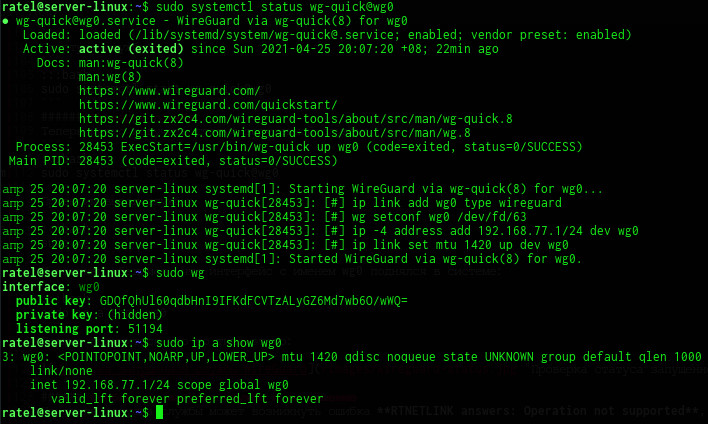 ratel@server-linux:~$ sudo systemctl status wg-quick@wg0
● wg-quick@wg0.service - WireGuard via wg-quick(8) for wg0
Loaded: loaded (/lib/systemd/system/wg-quick@.service; enabled; vendor preset: enabled)
Active: active (exited) since Sun 2021-04-25 20:07:20 +08; 22min ago
Docs: man:wg-quick(8)
man:wg(8)
https://www.wireguard.com/
https://www.wireguard.com/quickstart/
https://git.zx2c4.com/wireguard-tools/about/src/man/wg-quick.8
https://git.zx2c4.com/wireguard-tools/about/src/man/wg.8
Process: 28453 ExecStart=/usr/bin/wg-quick up wg0 (code=exited, status=0/SUCCESS)
Main PID: 28453 (code=exited, status=0/SUCCESS)
апр 25 20:07:20 server-linux systemd[1]: Starting WireGuard via wg-quick(8) for wg0...
апр 25 20:07:20 server-linux wg-quick[28453]: [#] ip link add wg0 type wireguard
апр 25 20:07:20 server-linux wg-quick[28453]: [#] wg setconf wg0 /dev/fd/63
апр 25 20:07:20 server-linux wg-quick[28453]: [#] ip -4 address add 192.168.77.1/24 dev wg0
апр 25 20:07:20 server-linux wg-quick[28453]: [#] ip link set mtu 1420 up dev wg0
апр 25 20:07:20 server-linux systemd[1]: Started WireGuard via wg-quick(8) for wg0.
ratel@server-linux:~$ sudo wg
interface: wg0
public key: GDQfQhUl60qdbHnI9IFKdFCVTzALyGZ6Md7wb6O/wWQ=
private key: (hidden)
listening port: 51194
ratel@server-linux:~$ sudo ip a show wg0
3: wg0: <POINTOPOINT,NOARP,UP,LOWER_UP> mtu 1420 qdisc noqueue state UNKNOWN group default qlen 1000
link/none
inet 192.168.77.1/24 scope global wg0
valid_lft forever preferred_lft forever
ratel@server-linux:~$
**RTNETLINK answers: Operation not supported**